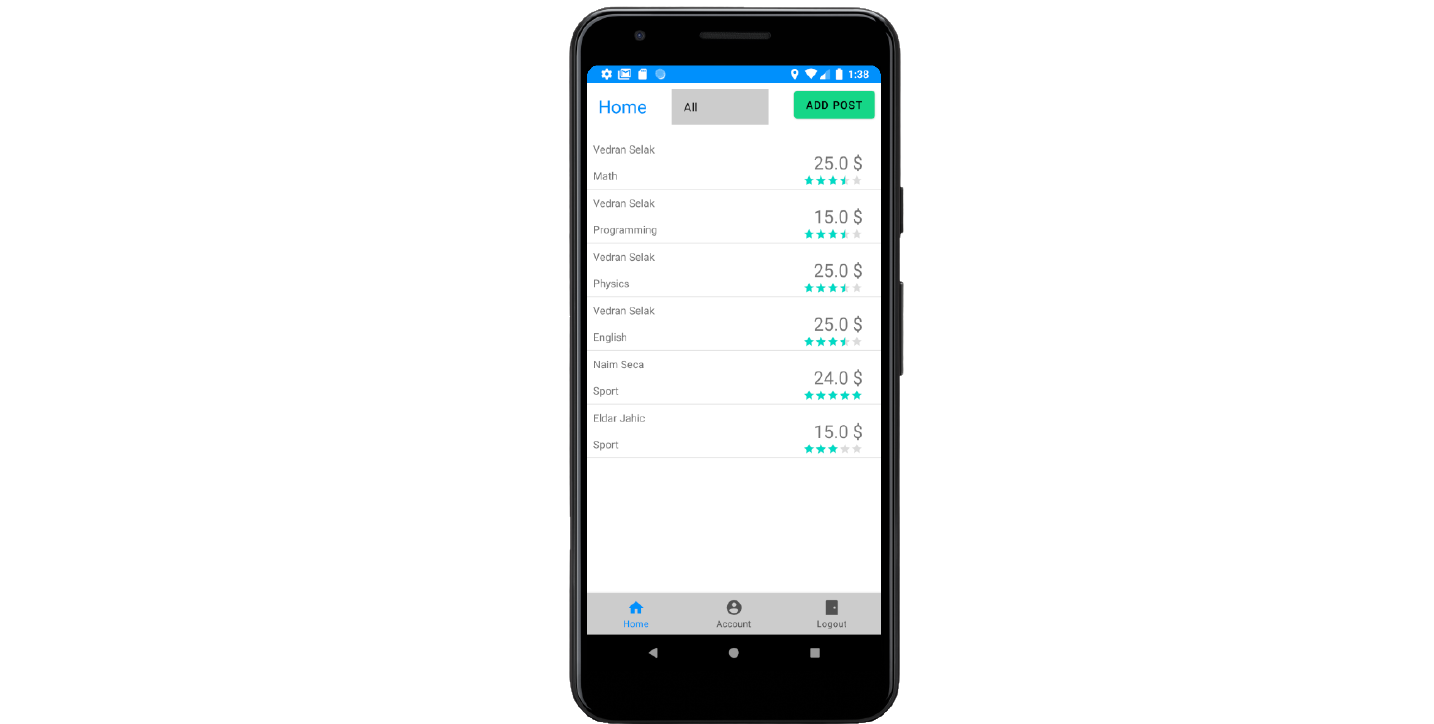 1:38
Home
All
ADD POST
Vedran Selak
25.0 $
Math
Vedran Selak
15.0 $
Programming
Vedran Selak
25.0 $
Physics
Vedran Selak
25.0 $
English
Naim Seca
24.0 $
Sport
Eldar Jahic
15.0 $
Sport
Home
Account
Logout